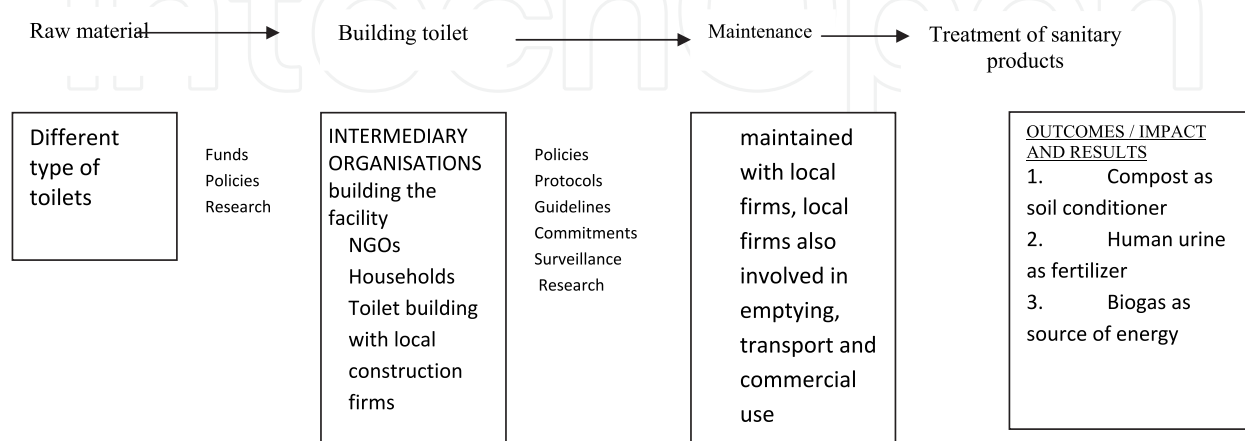 Raw material
Building toilet
Maintenance
Treatment of sanitary
products
Different
type of
toilets
Funds
Policies
Research
INTERMEDIARY
ORGANISATIONS
building the
facility
NGOs
Households
Toilet building
with local
construction
firms
Policies
Protocols
Guidelines
Commitments
Surveillance
Research
maintained
with local
firms, local
firms also
involved in
emptying,
transport and
commercial
use
OUTCOMES / IMPACT
AND RESULTS
1. Compost as
soil conditioner
2. Human urine
as fertilizer
3. Biogas as
source of energy